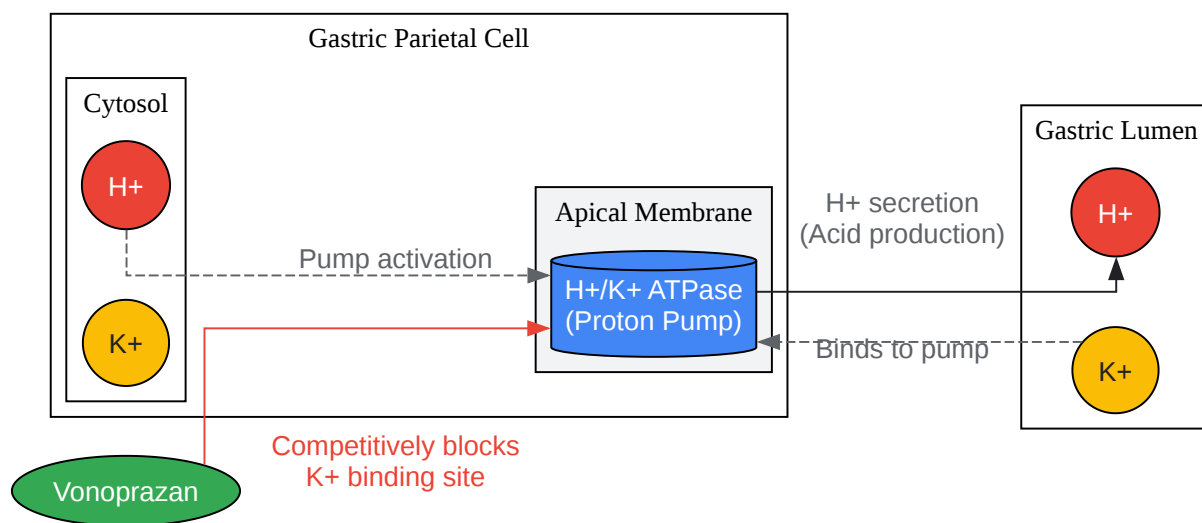 Gastric Parietal Cell
Cytosol
H+
K+
Pump activation
Apical Membrane
H+/K+ ATPase
(Proton Pump)
H+ secretion
(Acid production)
Binds to pump
Gastric Lumen
H+
K+
Competitively blocks
K+ binding site
Vonoprazan